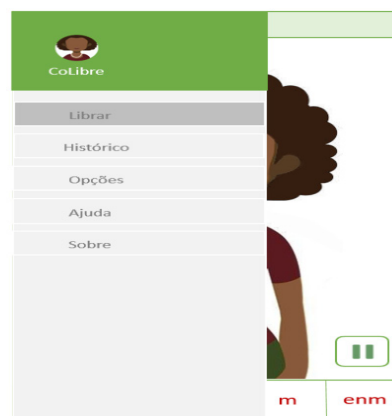 CoLibre
Librar
Histórico
Opções
Ajuda
Sobre
m
enm